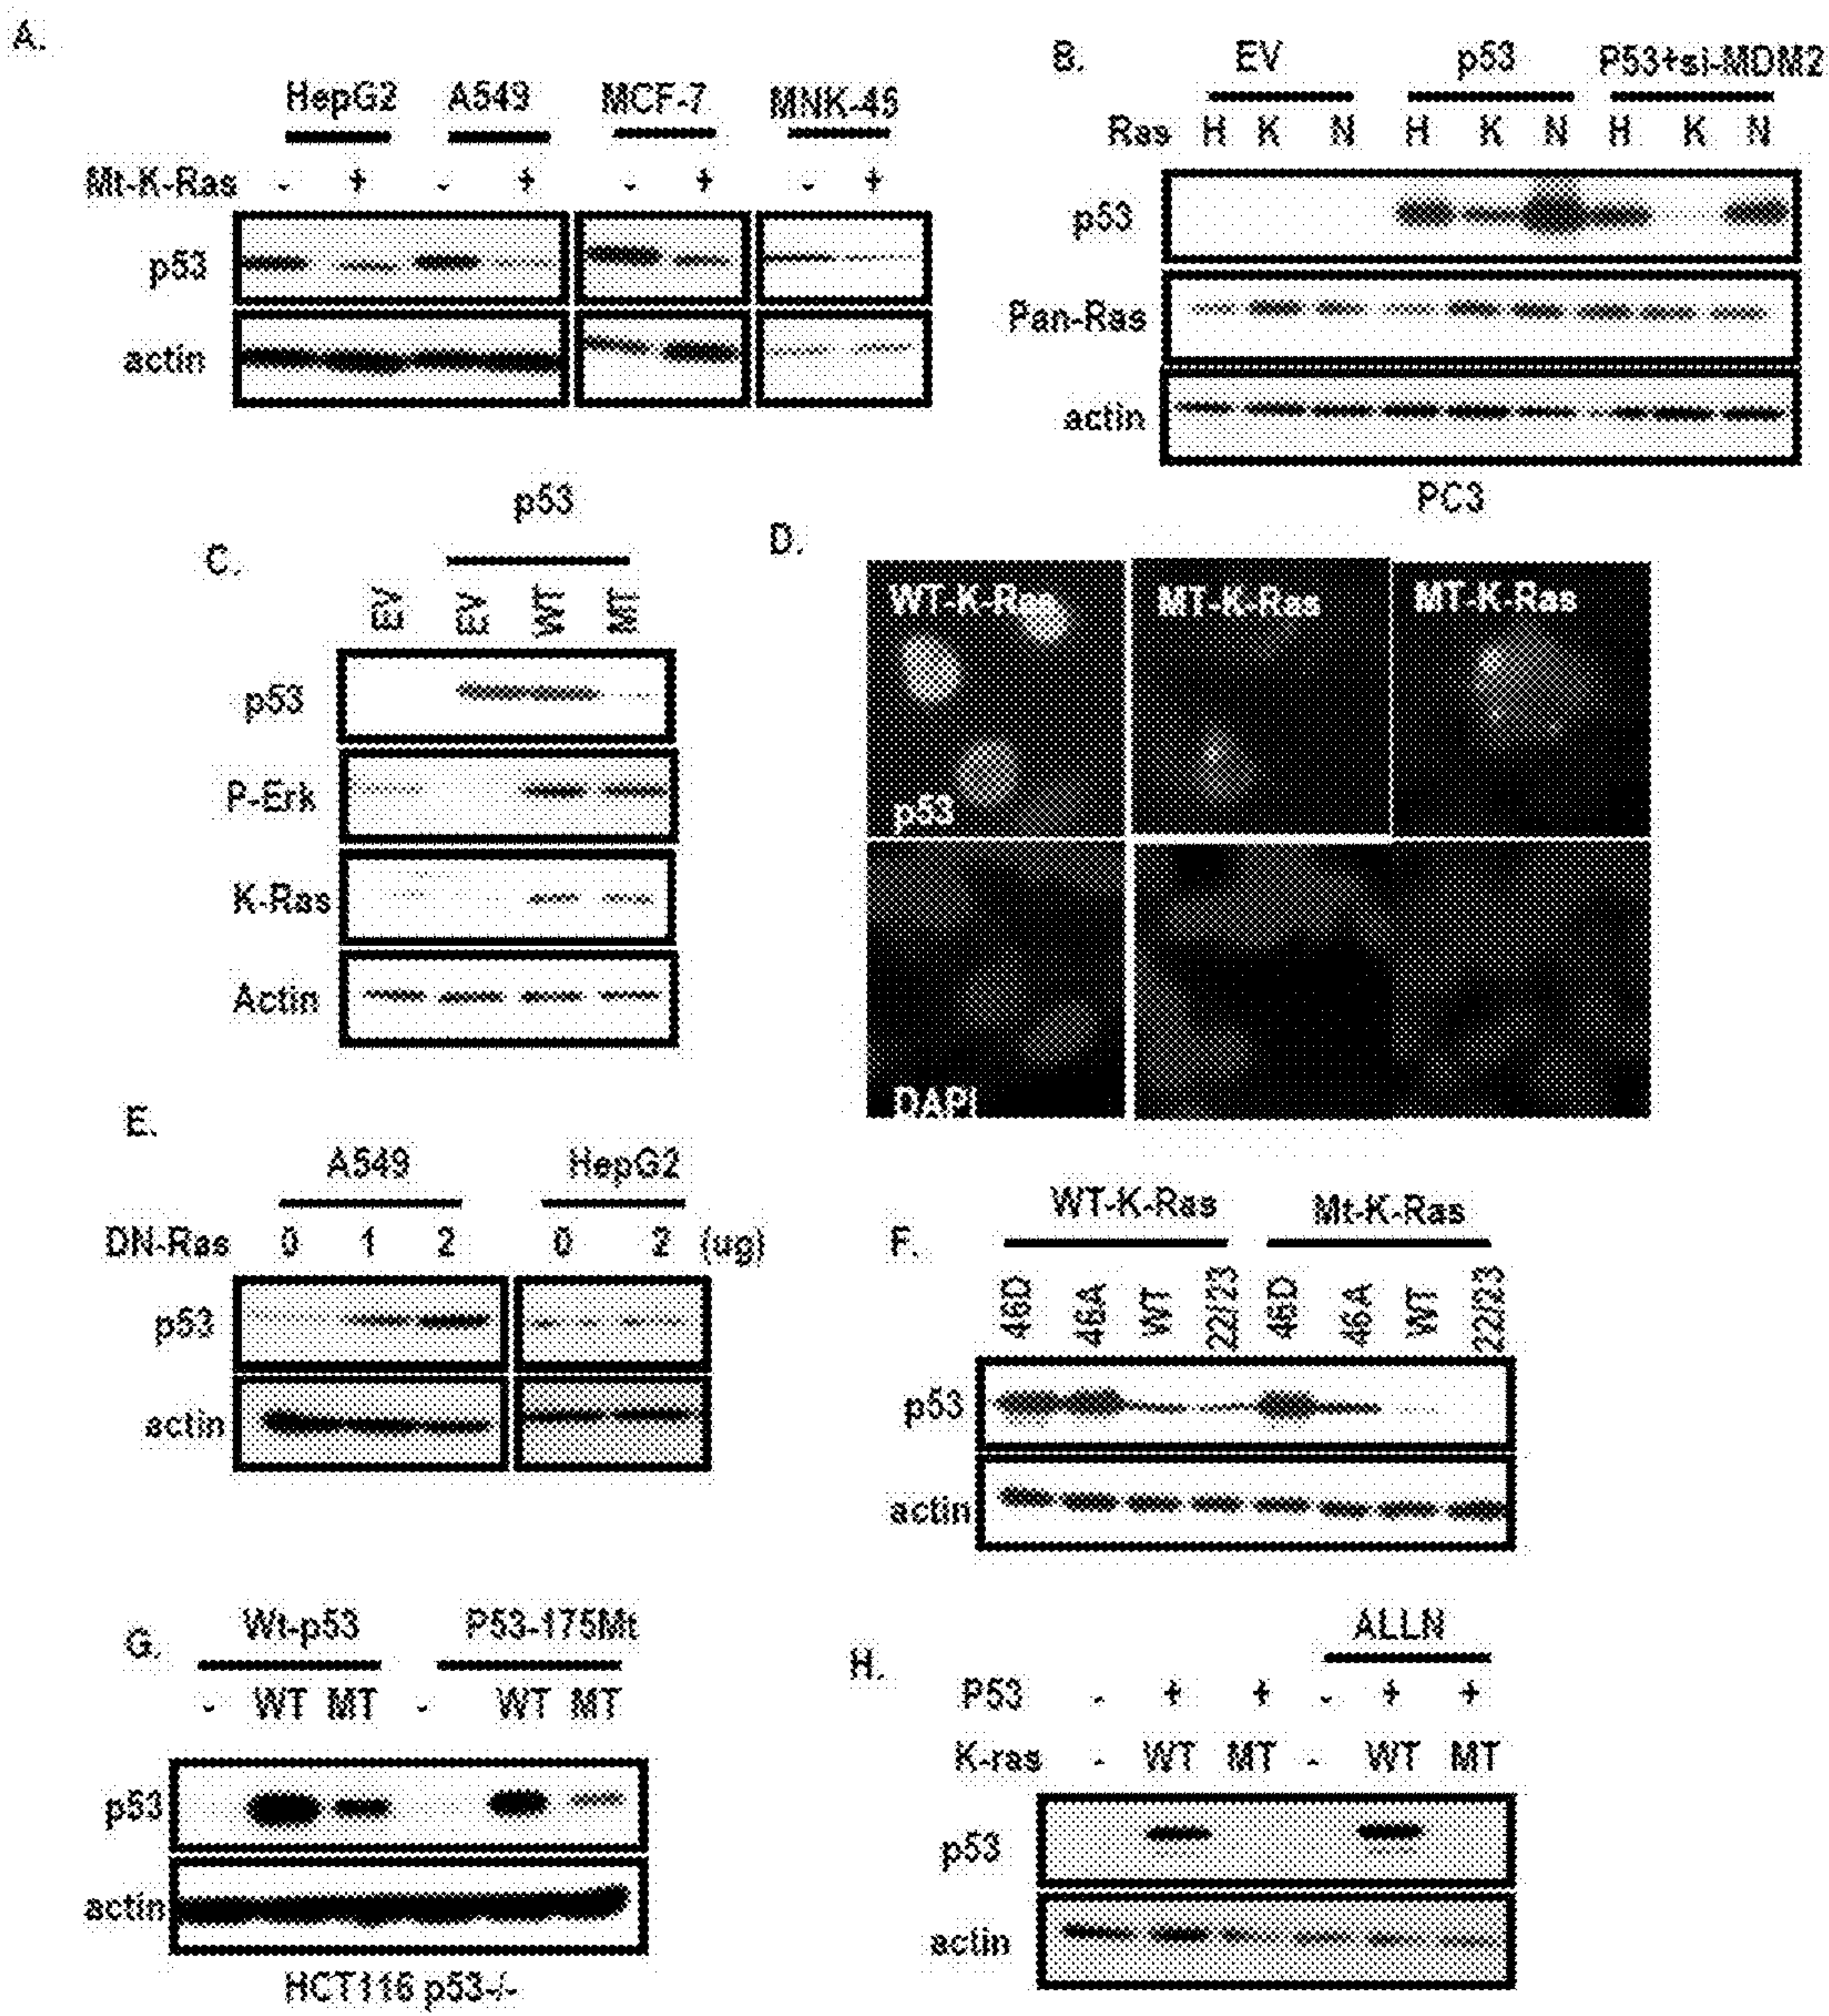 A.
HepG2 A549 MCF-7 MNK-45
Mt-K-Ras - + - + - + - +
p53
actin
B.
EV p53 P53+si-MDM2
Ras H K N H K N H K N
p53
Pan-Ras
actin
PC3
C.
p53
EV EV WT MT
p53
P-Erk
K-Ras
Actin
D.
WT-K-Ras MT-K-Ras MT-K-Ras
p53
DAPI
E.
A549 HepG2
DN-Ras 0 1 2 0 2 (ug)
p53
actin
F.
WT-K-Ras Mt-K-Ras
46D 46A WT 22/23 46D 46A WT 22/23
p53
actin
G.
Wt-p53 P53-175Mt
- WT MT - WT MT
p53
actin
HCT116 p53-/-
H.
ALLN
P53 - + + - + +
K-ras - WT MT - WT MT
p53
actin